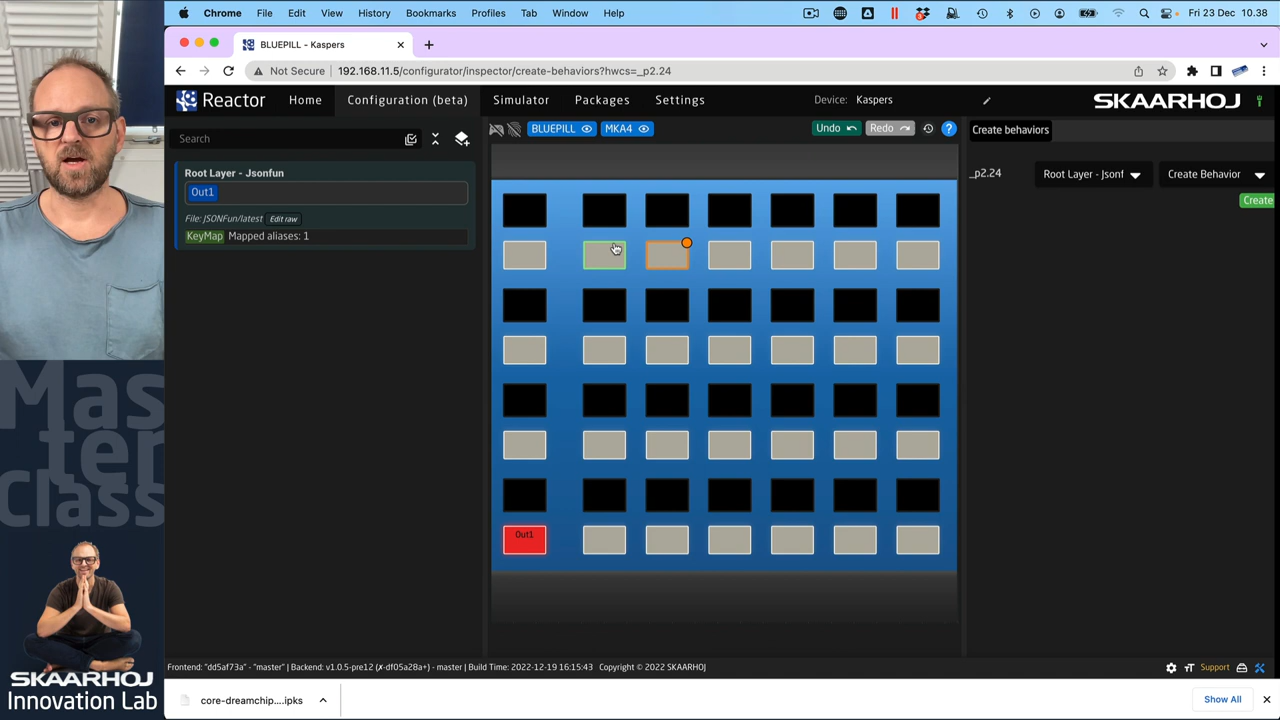 Chrome File Edit View History Bookmarks Profiles Tab Window Help Fri 23 Dec 10.38
BLUEPILL - Kaspers
Not Secure 192.168.11.5/configurator/inspector/create-behaviors?hwcs=_p2.24
Reactor Home Configuration (beta) Simulator Packages Settings Device: Kaspers SKAARHOJ
Search BLUEPILL MKA4 Undo Redo Create behaviors
Root Layer - Jsonfun
Out1
File: JSONFun/latest Edit raw
KeyMap Mapped aliases: 1
_p2.24 Root Layer - Jsonf Create Behavior
Create
Out1
Mas
ter
Class
SKAARHOJ
Innovation Lab
Frontend: "dd5af73a" - "master" | Backend: v1.0.5-pre12 (✗-df05a28a+) - master | Build Time: 2022-12-19 16:15:43 Copyright © 2022 SKAARHOJ Support
core-dreamchip....ipks Show All